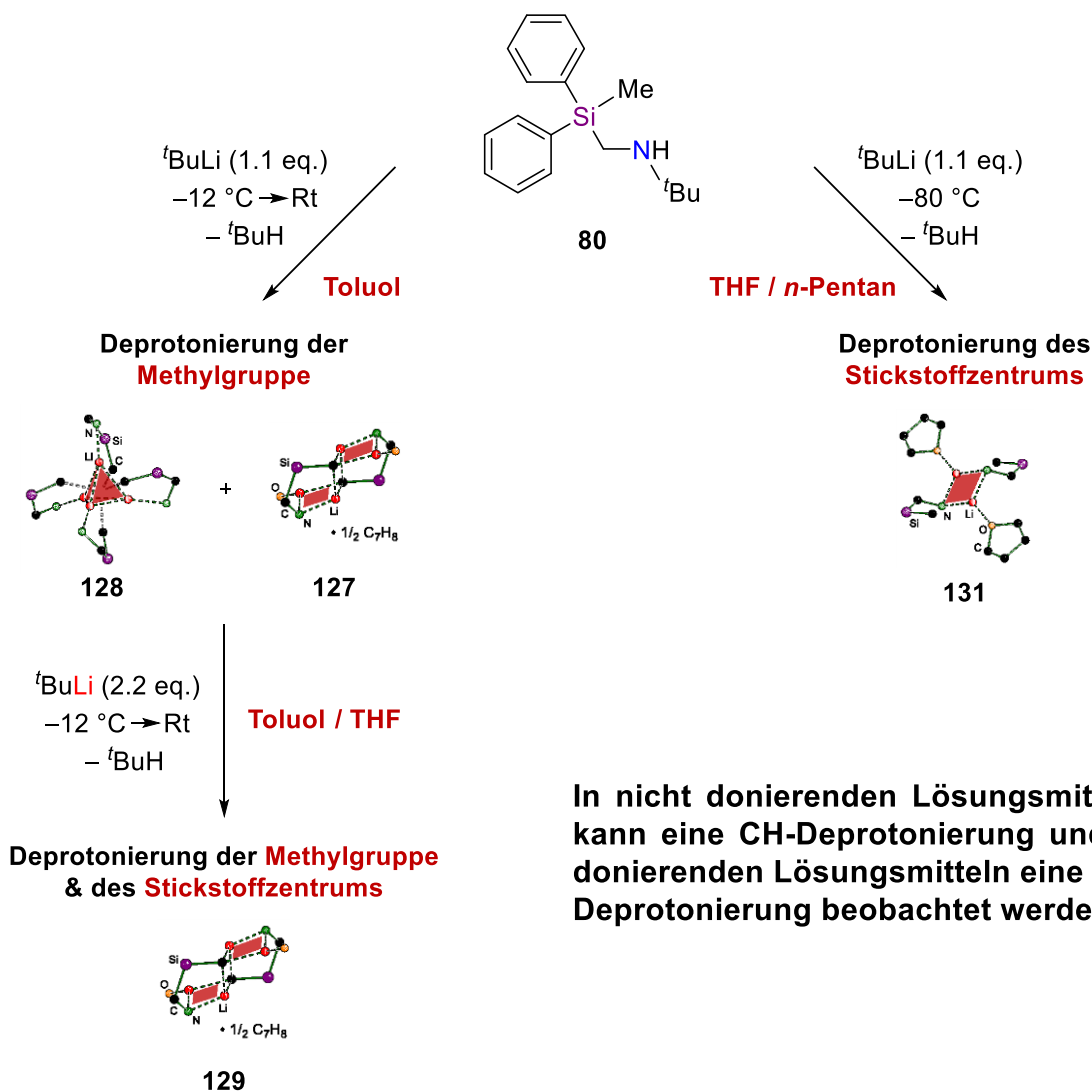 Me
Si
NH
tBu
80
tBuLi (1.1 eq.)
–12 °C → Rt
– tBuH
Toluol
tBuLi (1.1 eq.)
–80 °C
– tBuH
THF / n-Pentan
Deprotonierung der
Methylgruppe
Deprotonierung des
Stickstoffzentrums
N
Si
Li
C
128
+
Si
O
C
N
Li
• 1/2 C7H8
127
Si
N
Li
O
C
131
tBuLi (2.2 eq.)
–12 °C → Rt
– tBuH
Toluol / THF
Deprotonierung der Methylgruppe
& des Stickstoffzentrums
Si
O
C
N
Li
• 1/2 C7H8
129
In nicht donierenden Lösungsmit
kann eine CH-Deprotonierung und
donierenden Lösungsmitteln eine
Deprotonierung beobachtet werde